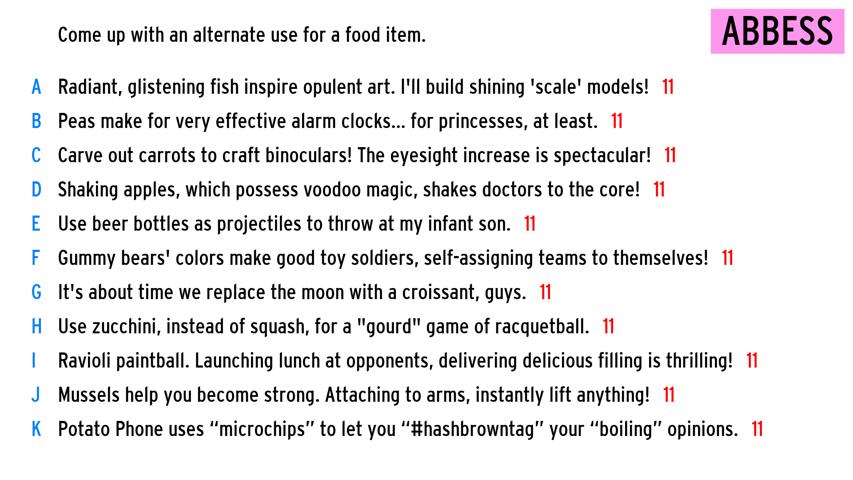 Come up with an alternate use for a food item.
ABBESS
A Radiant, glistening fish inspire opulent art. I'll build shining 'scale' models! 11
B Peas make for very effective alarm clocks... for princesses, at least. 11
C Carve out carrots to craft binoculars! The eyesight increase is spectacular! 11
D Shaking apples, which possess voodoo magic, shakes doctors to the core! 11
E Use beer bottles as projectiles to throw at my infant son. 11
F Gummy bears' colors make good toy soldiers, self-assigning teams to themselves! 11
G It's about time we replace the moon with a croissant, guys. 11
H Use zucchini, instead of squash, for a "gourd" game of racquetball. 11
I Ravioli paintball. Launching lunch at opponents, delivering delicious filling is thrilling! 11
J Mussels help you become strong. Attaching to arms, instantly lift anything! 11
K Potato Phone uses “microchips” to let you “#hashbrowntag” your “boiling” opinions. 11